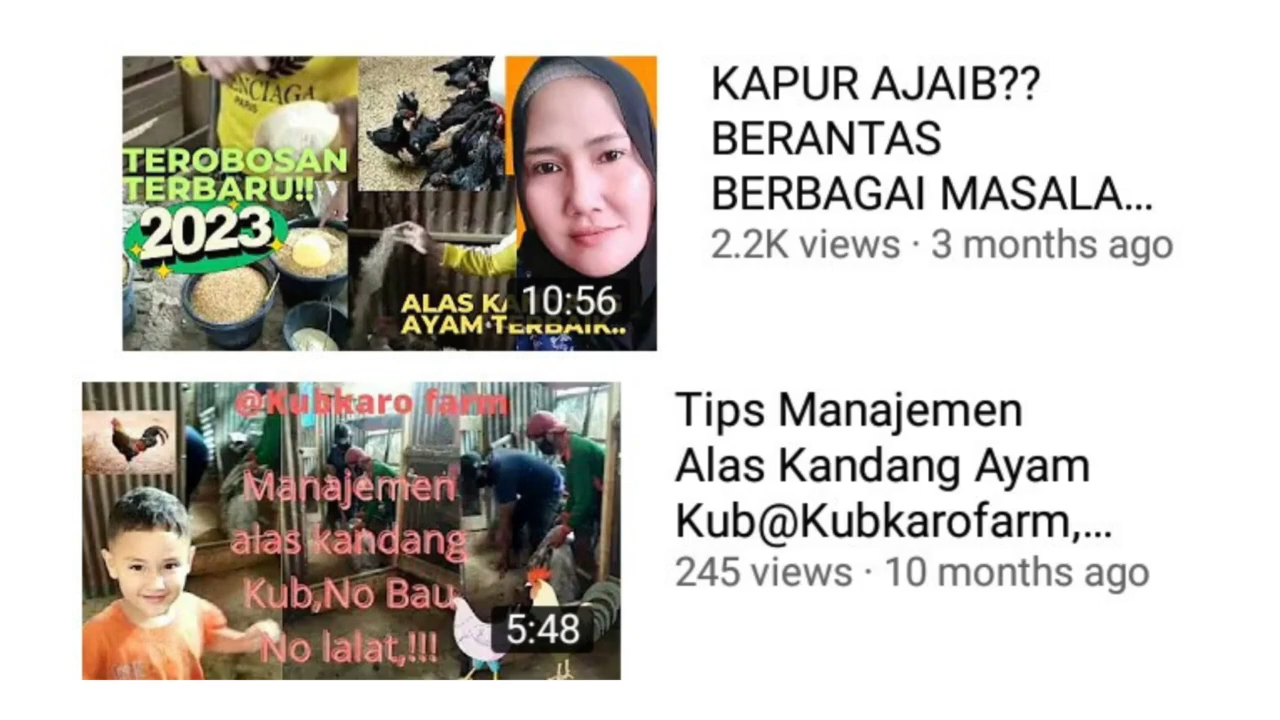 PARIS
TEROBOSAN
TERBARU!!
2023
ALAS
10:56
AYAM TERBAIK..
KAPUR AJAIB??
BERANTAS
BERBAGAI MASALA...
2.2K views · 3 months ago
@Kubkaro farm
Manajemen
alas kandang
Kub,No Bau
No lalat,!!!
5:48
Tips Manajemen
Alas Kandang Ayam
Kub@Kubkarofarm,...
245 views · 10 months ago